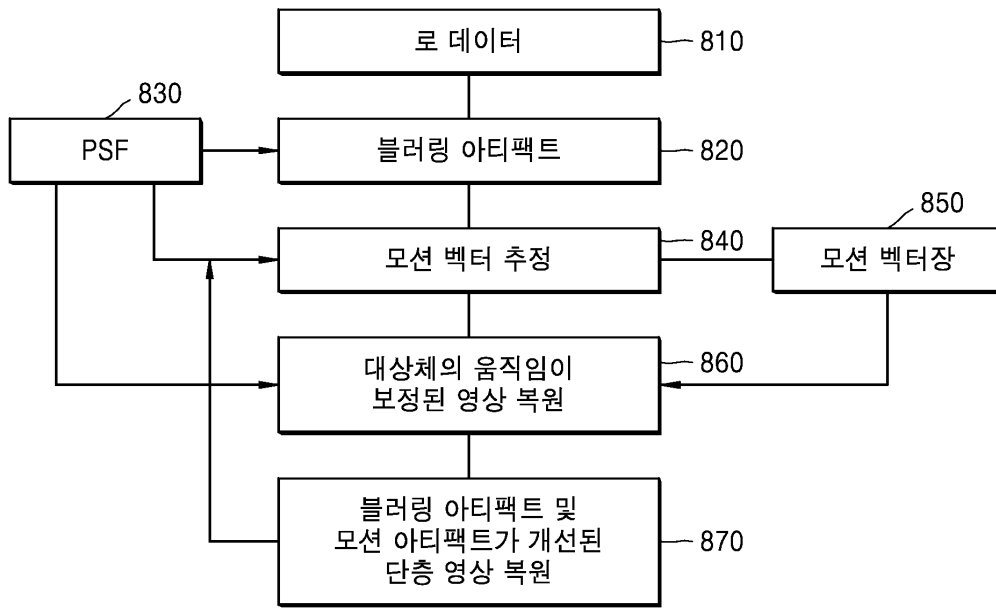 로 데이터
810
830
PSF
블러링 아티팩트
820
850
모션 벡터 추정
840
모션 벡터장
대상체의 움직임이
보정된 영상 복원
860
블러링 아티팩트 및
모션 아티팩트가 개선된
단층 영상 복원
870